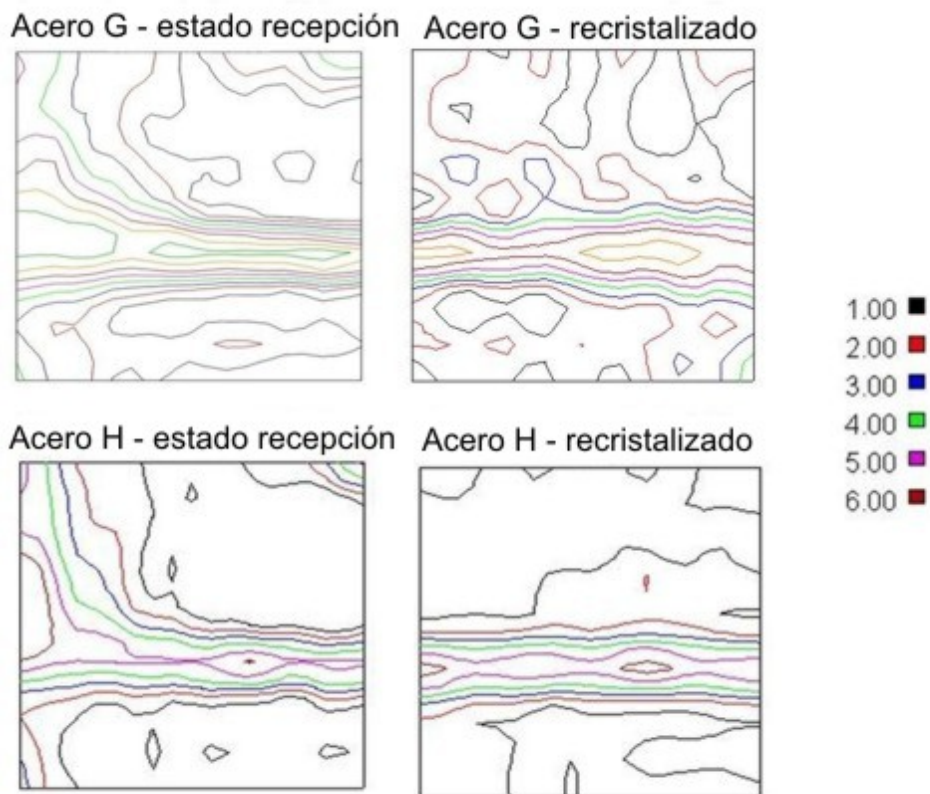 Acero G - estado recepción
Acero G - recristalizado
1.00
2.00
3.00
4.00
5.00
6.00
Acero H - estado recepción
Acero H - recristalizado